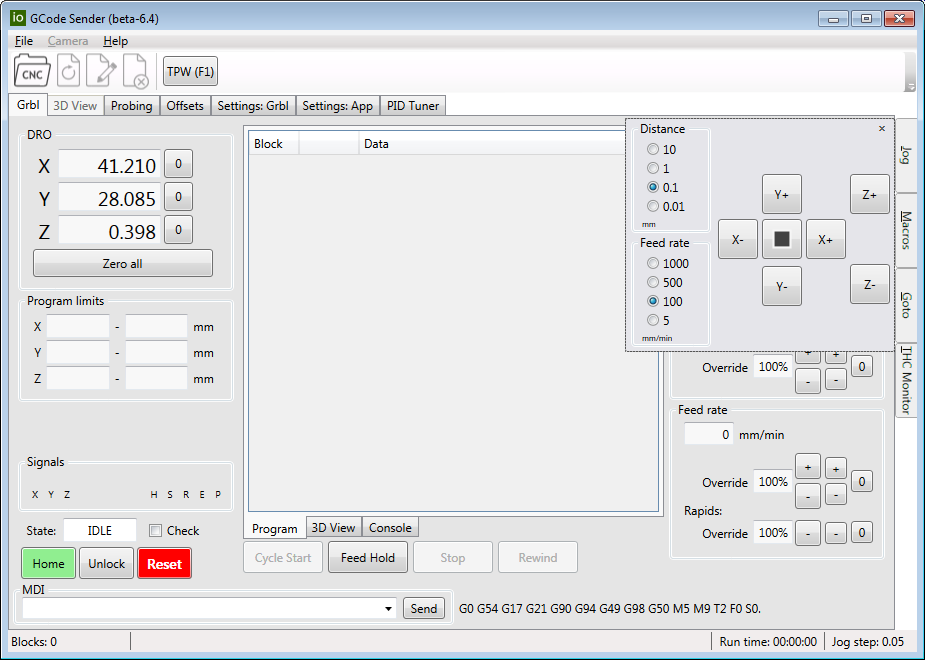 io GCode Sender (beta-6.4)
File Camera Help
CNC TPW (F1)
Grbl 3D View Probing Offsets Settings: Grbl Settings: App PID Tuner
DRO
X 41.210 0
Y 28.085 0
Z 0.398 0
Zero all
Program limits
X - mm
Y - mm
Z - mm
Signals
X Y Z H S R E P
State: IDLE Check
Home Unlock Reset
MDI
Send G0 G54 G17 G21 G90 G94 G49 G98 G50 M5 M9 T2 F0 S0.
Block Data
Program 3D View Console
Cycle Start Feed Hold Stop Rewind
Distance
10
1
0.1
0.01
mm
Feed rate
1000
500
100
5
mm/min
Y+ Z+
X- X+
Y- Z-
Jog
Macros
Goto
THC Monitor
Override 100% + + 0
- -
Feed rate
0 mm/min
Override 100% + + 0
- -
Rapids:
Override 100% - - 0
Blocks: 0 Run time: 00:00:00 Jog step: 0.05